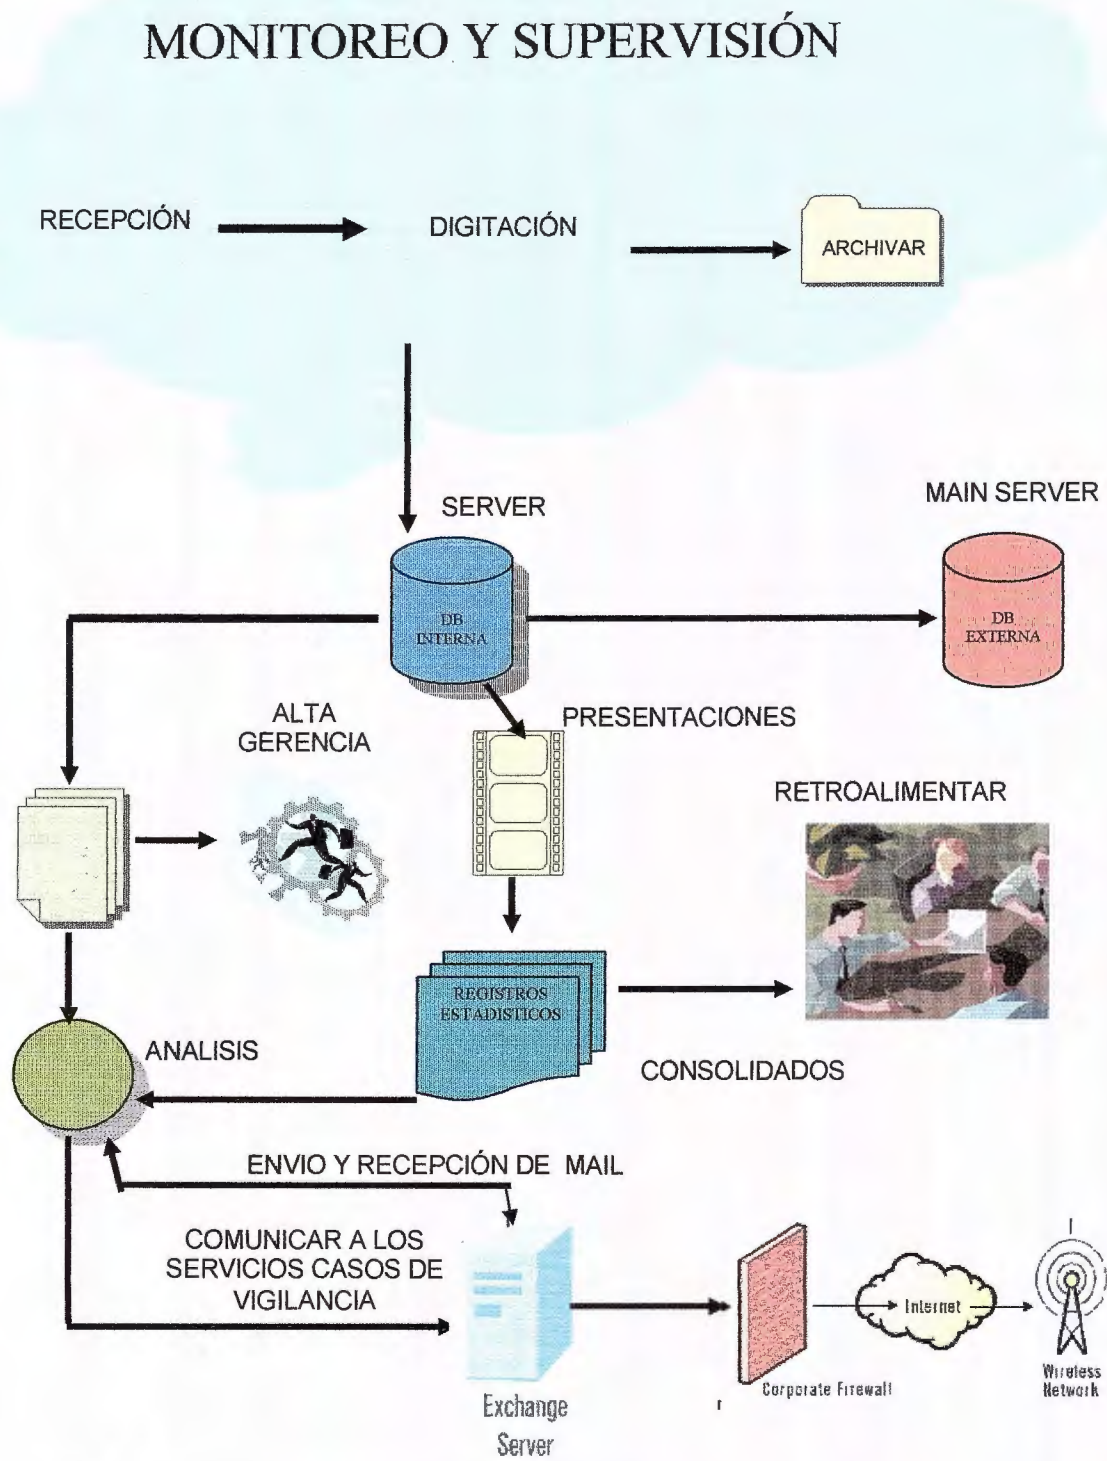 MONITOREO Y SUPERVISIÓN
RECEPCIÓN
DIGITACIÓN
ARCHIVAR
SERVER
MAIN SERVER
DB
INTERNA
DB
EXTERNA
ALTA
GERENCIA
PRESENTACIONES
RETROALIMENTAR
REGISTROS
ESTADISTICOS
ANALISIS
CONSOLIDADOS
ENVIO Y RECEPCIÓN DE MAIL
COMUNICAR A LOS
SERVICIOS CASOS DE
VIGILANCIA
Internet
Corporate Firewall
Wireless
Network
Exchange
Server